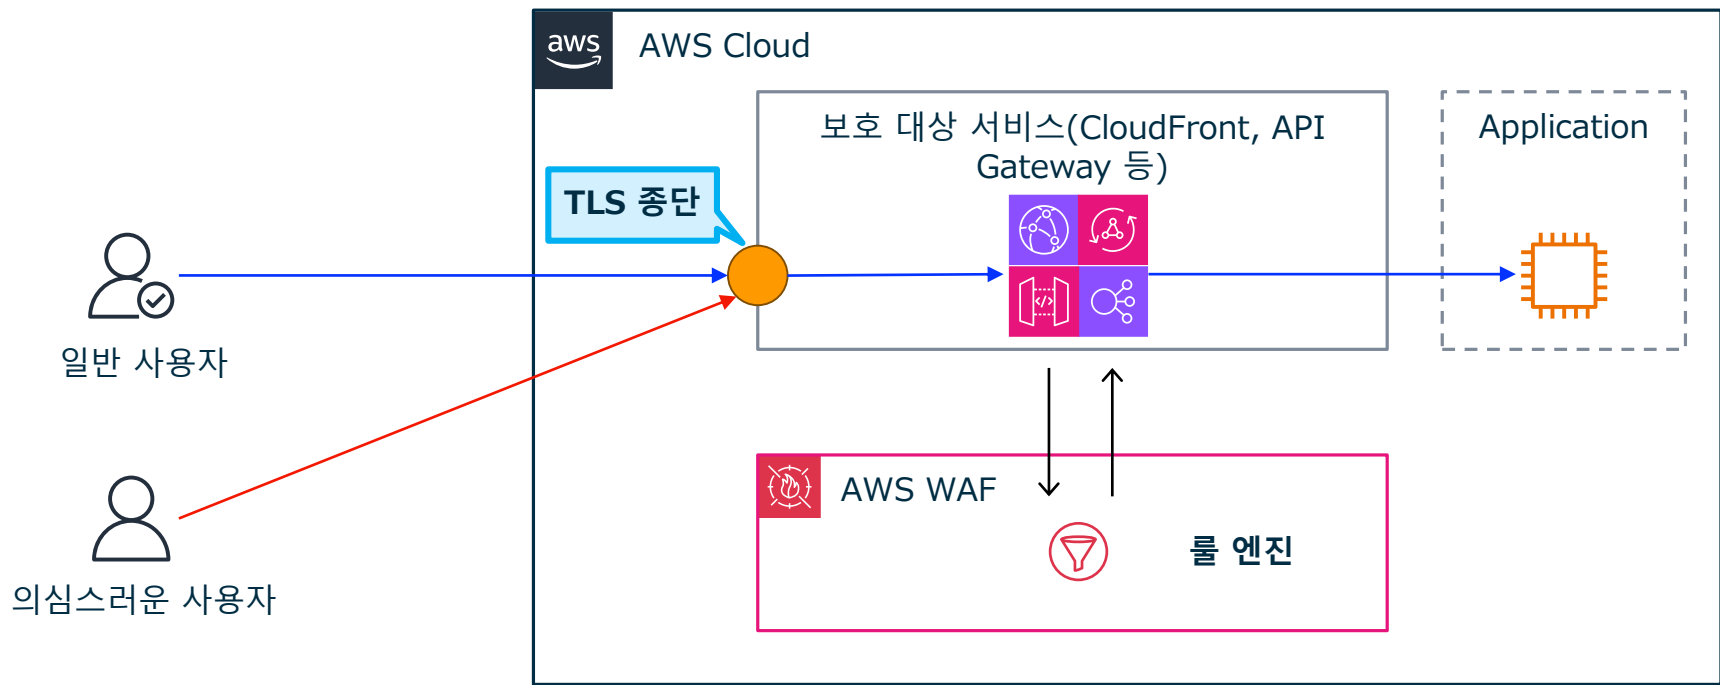 aws
AWS Cloud
보호 대상 서비스(CloudFront, API
Gateway 등)
Application
TLS 종단
일반 사용자
</>
AWS WAF
룰 엔진
의심스러운 사용자